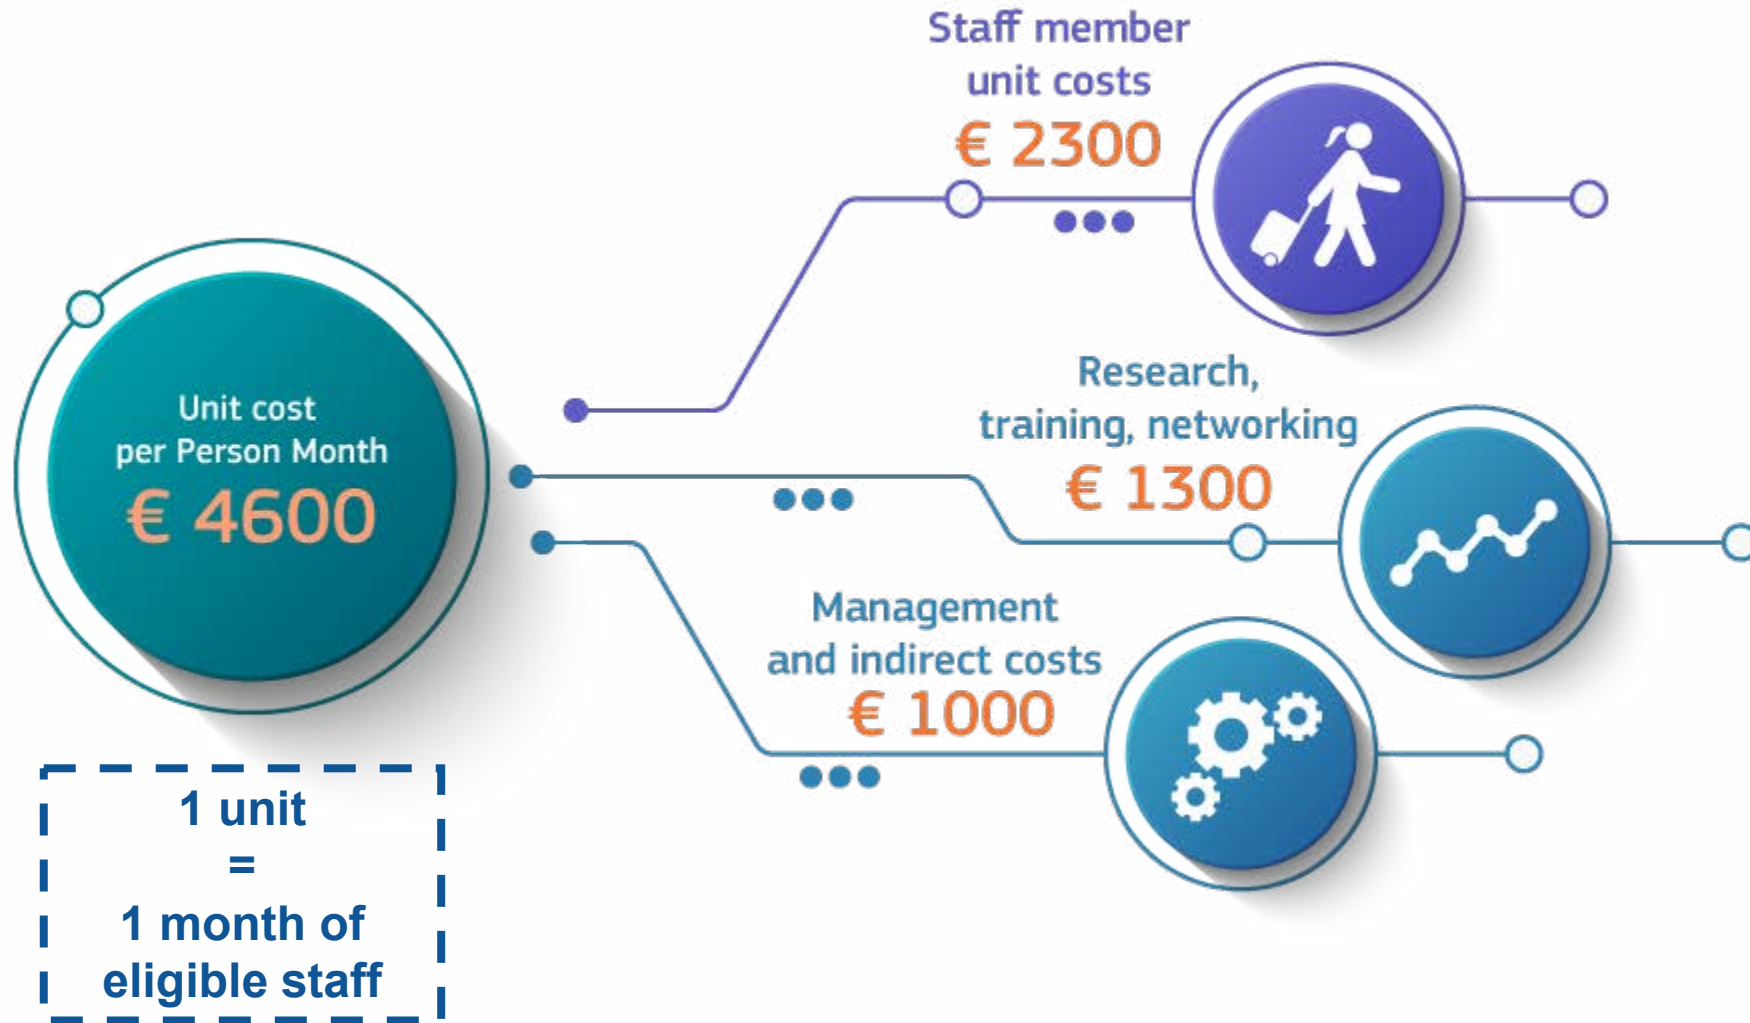 Staff member
unit costs
€ 2300
Unit cost
per Person Month
€ 4600
Research,
training, networking
€ 1300
Management
and indirect costs
€ 1000
1 unit
=
1 month of
eligible staff